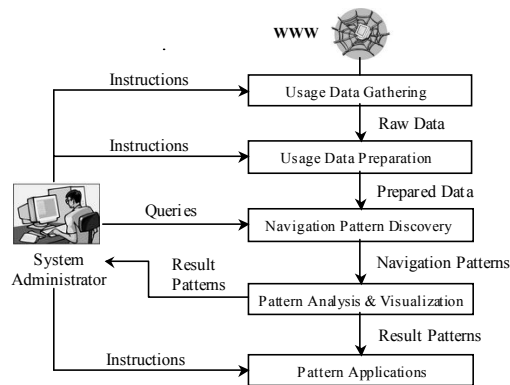 WWW
Instructions
Usage Data Gathering
Raw Data
Instructions
Usage Data Preparation
Prepared Data
Queries
Navigation Pattern Discovery
System
Administrator
Result
Patterns
Navigation Patterns
Pattern Analysis & Visualization
Result Patterns
Instructions
Pattern Applications